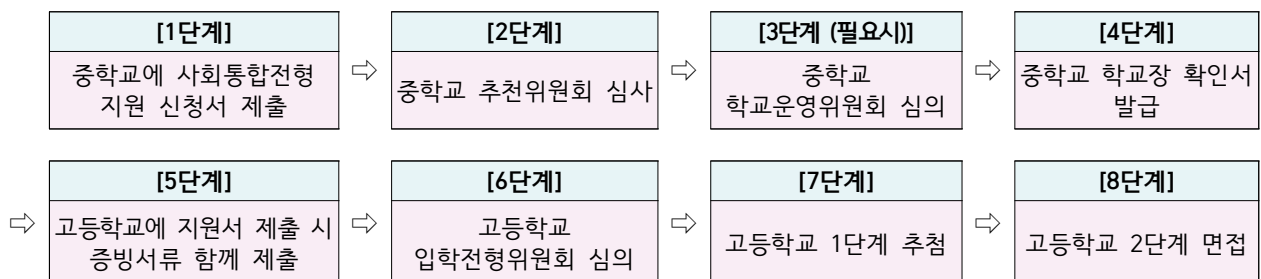 [1단계]
중학교에 사회통합전형
지원 신청서 제출
⇨
[2단계]
중학교 추천위원회 심사
⇨
[3단계 (필요시)]
중학교
학교운영위원회 심의
⇨
[4단계]
중학교 학교장 확인서
발급
⇨
[5단계]
고등학교에 지원서 제출 시
증빙서류 함께 제출
⇨
[6단계]
고등학교
입학전형위원회 심의
⇨
[7단계]
고등학교 1단계 추첨
⇨
[8단계]
고등학교 2단계 면접